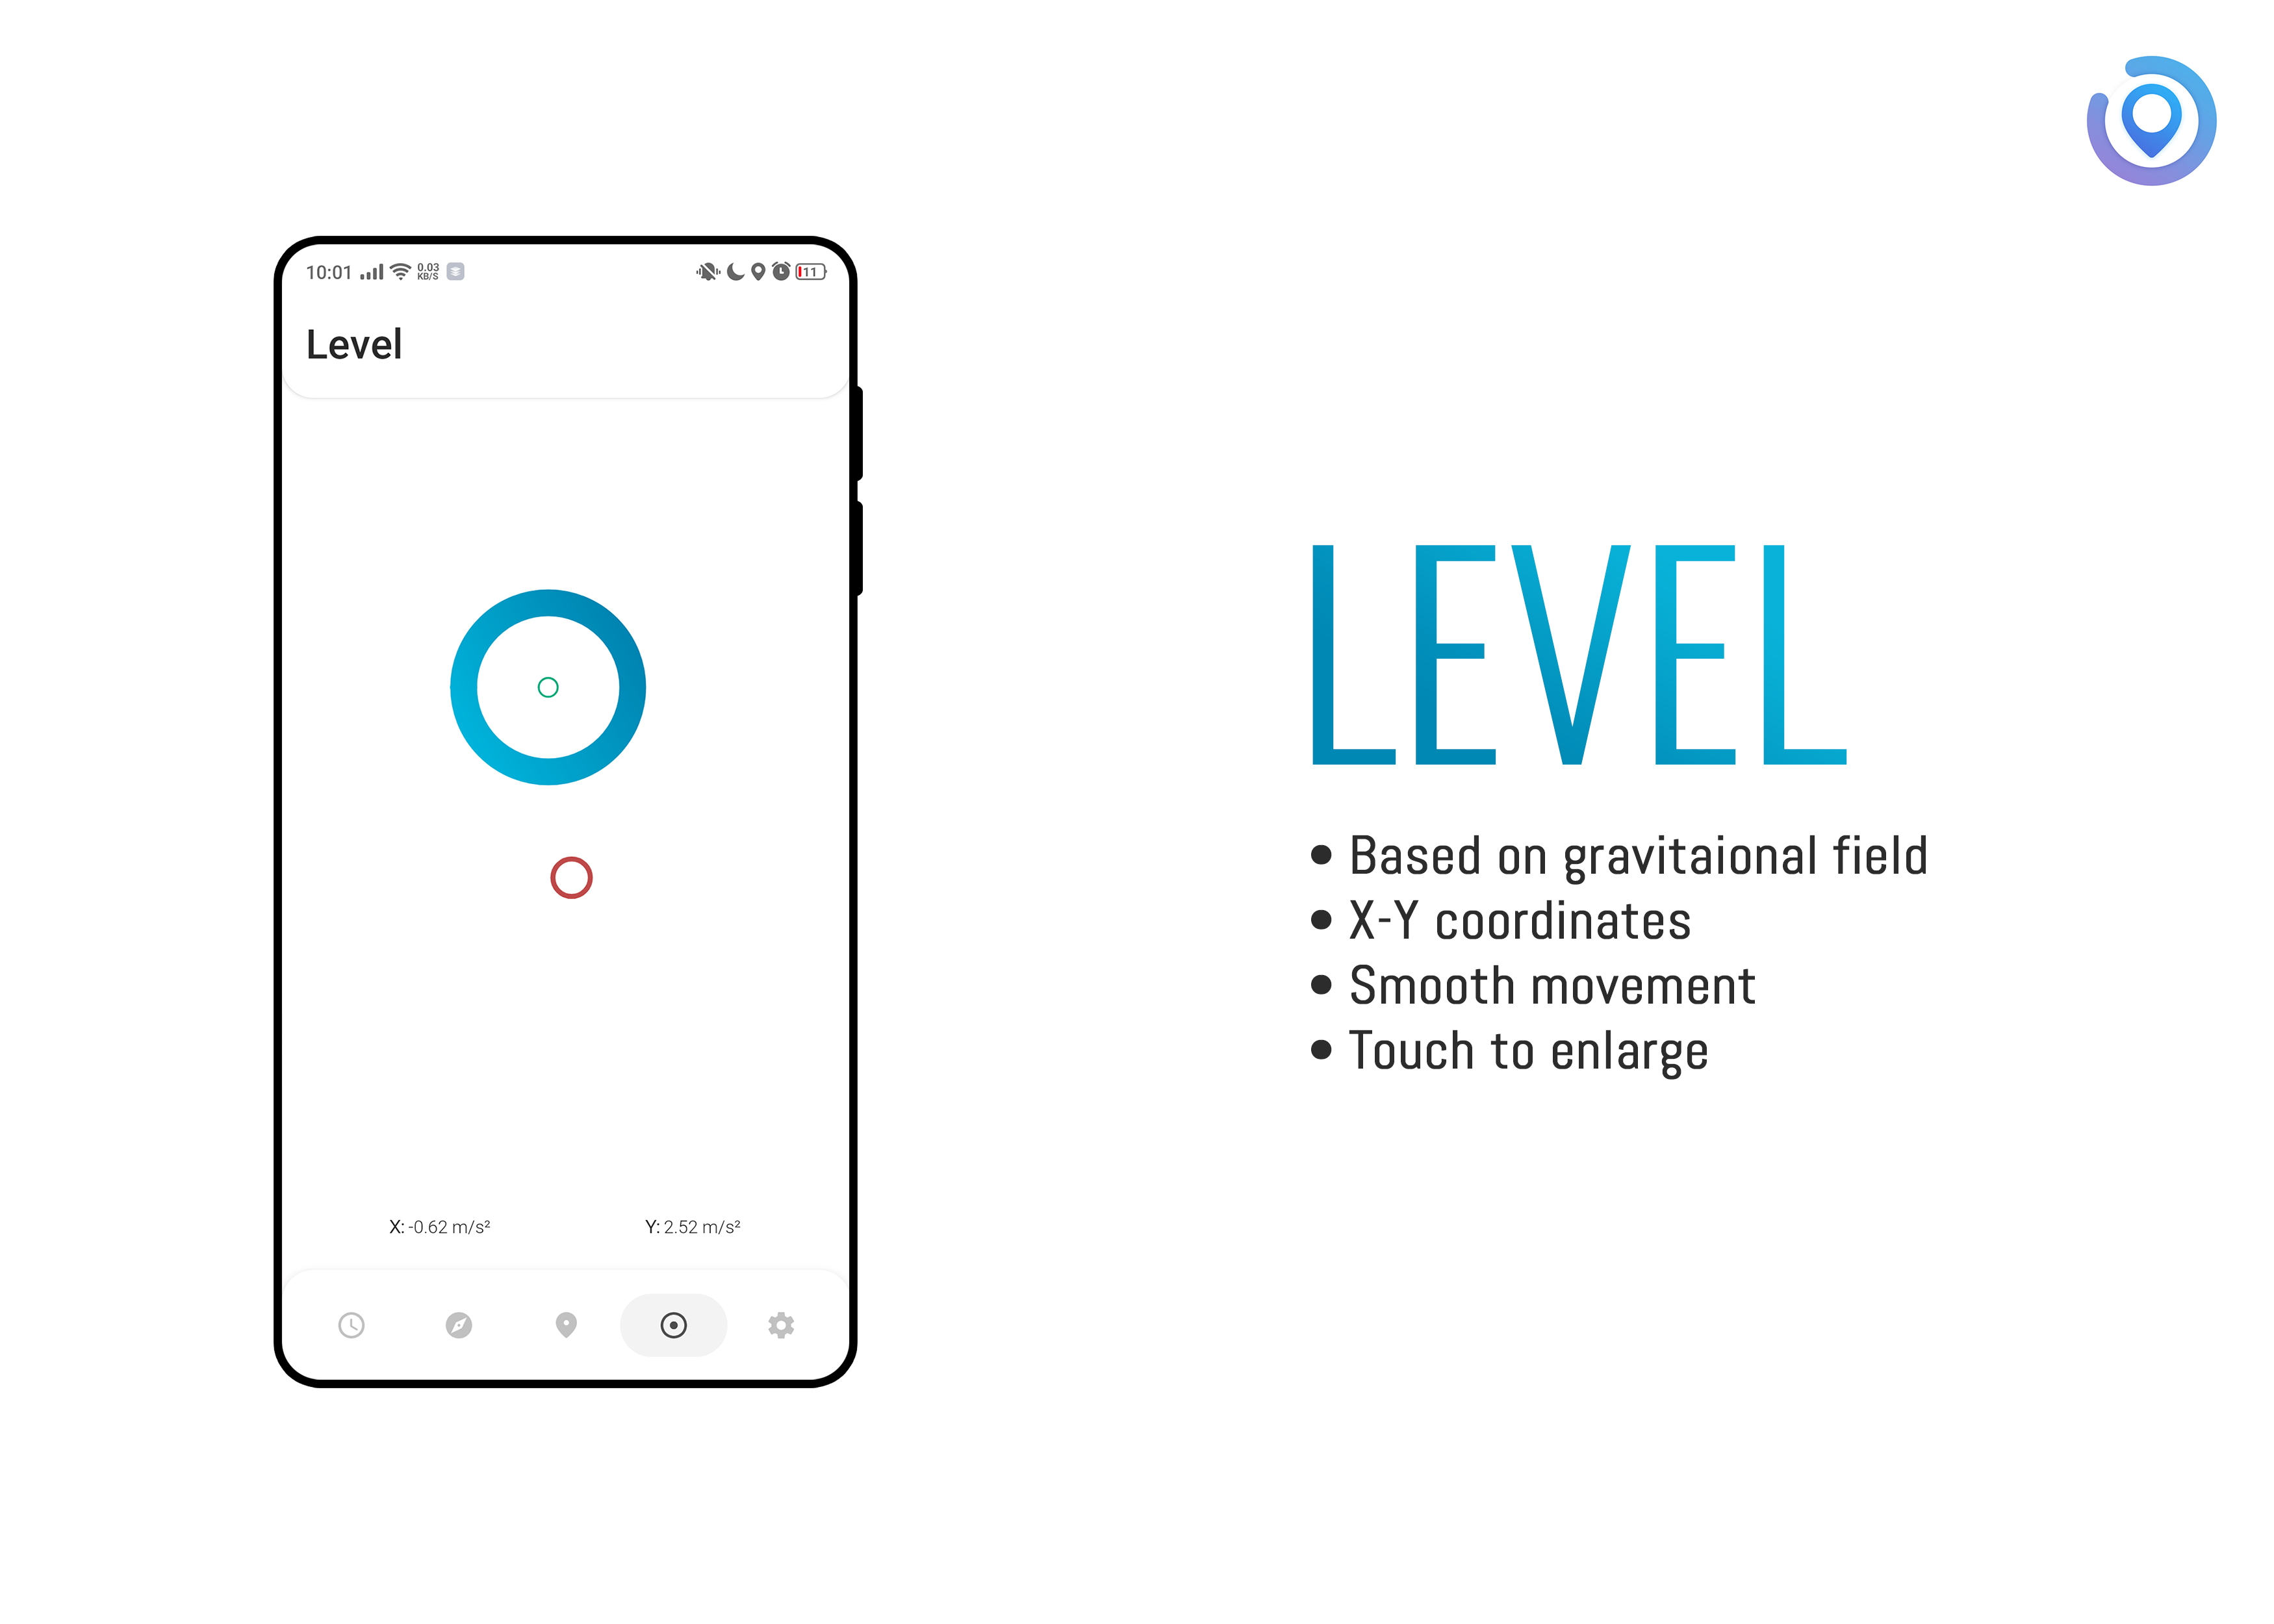 10:01 0.03 KB/S 11
Level
X: -0.62 m/s² Y: 2.52 m/s²
LEVEL
• Based on gravitaional field
• X-Y coordinates
• Smooth movement
• Touch to enlarge